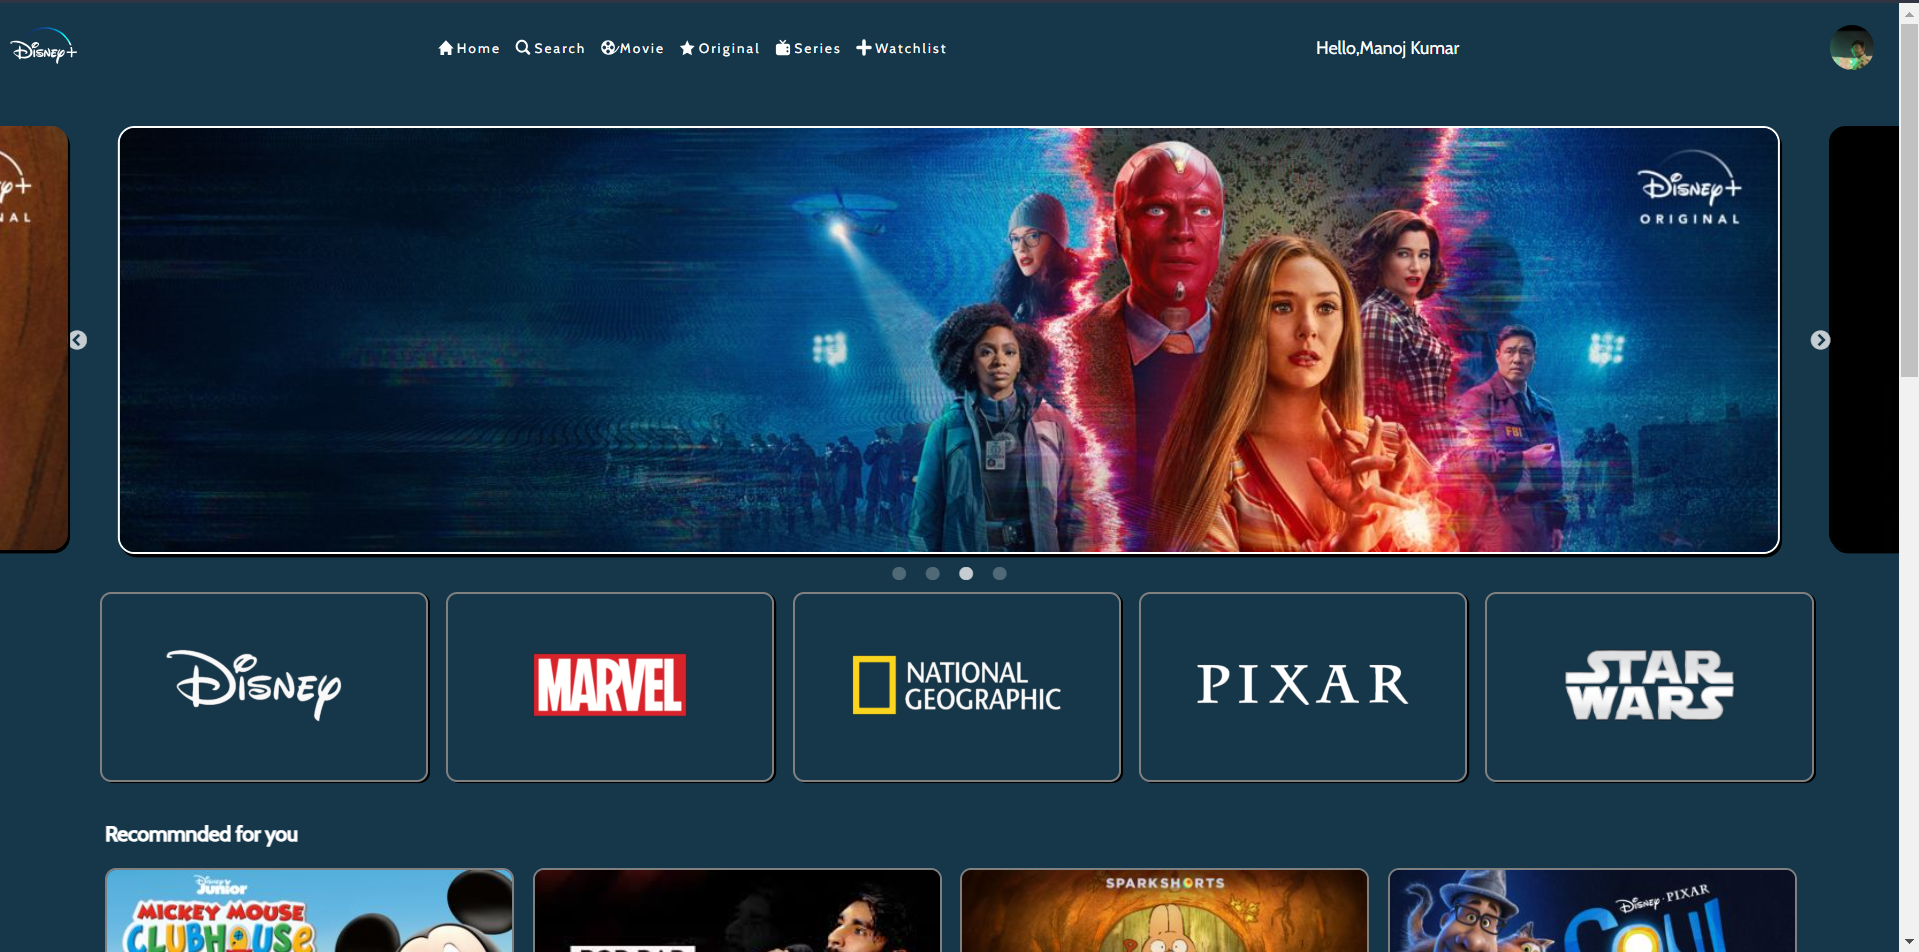 Disney+
Home Search Movie Original Series Watchlist
Hello,Manoj Kumar
Disney+
ORIGINAL
FBI
Disney
MARVEL
NATIONAL
GEOGRAPHIC
PIXAR
STAR
WARS
Recommnded for you
Disney
Junior
MICKEY MOUSE
CLUBHOUSE
SPARKSHORTS
Disney · PIXAR
Soul